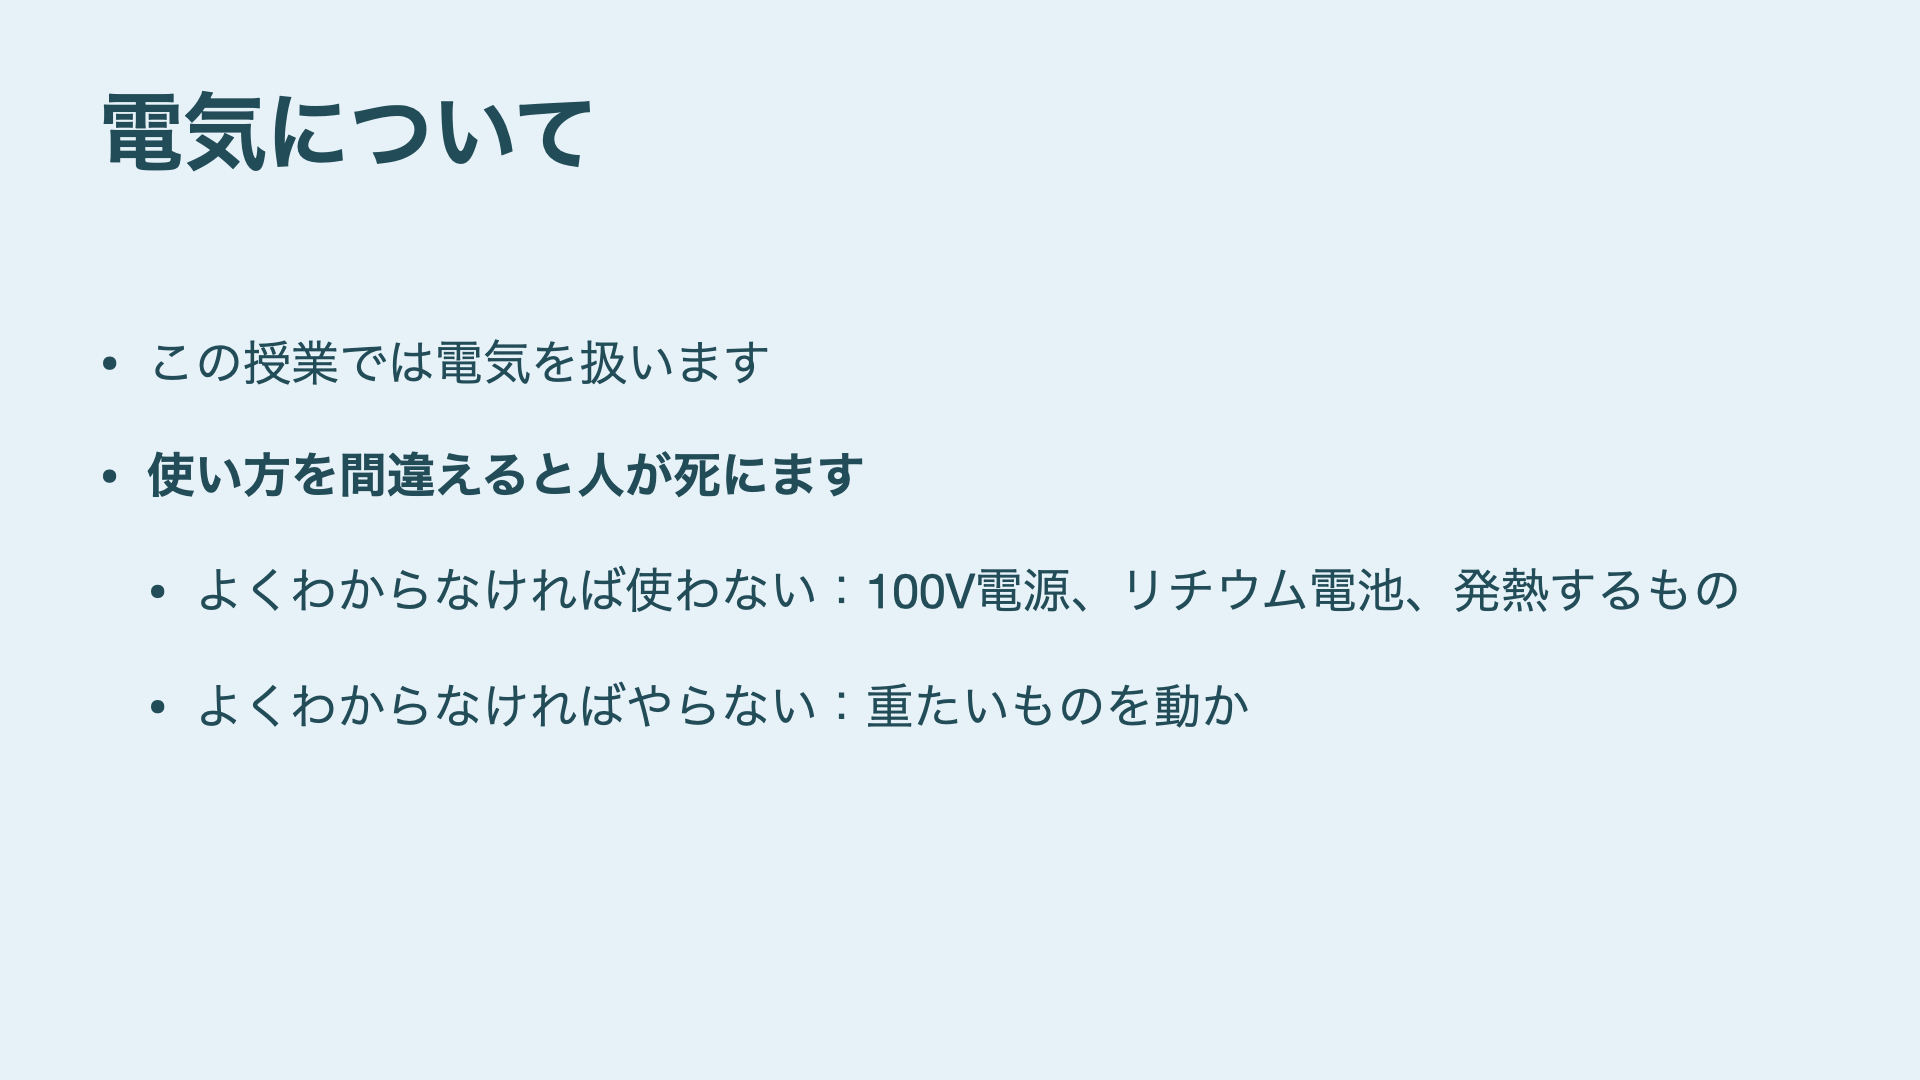 電気について
• この授業では電気を扱います
• 使い方を間違えると人が死にます
• よくわからなければ使わない：100V電源、リチウム電池、発熱するもの
• よくわからなければやらない：重たいものを動か